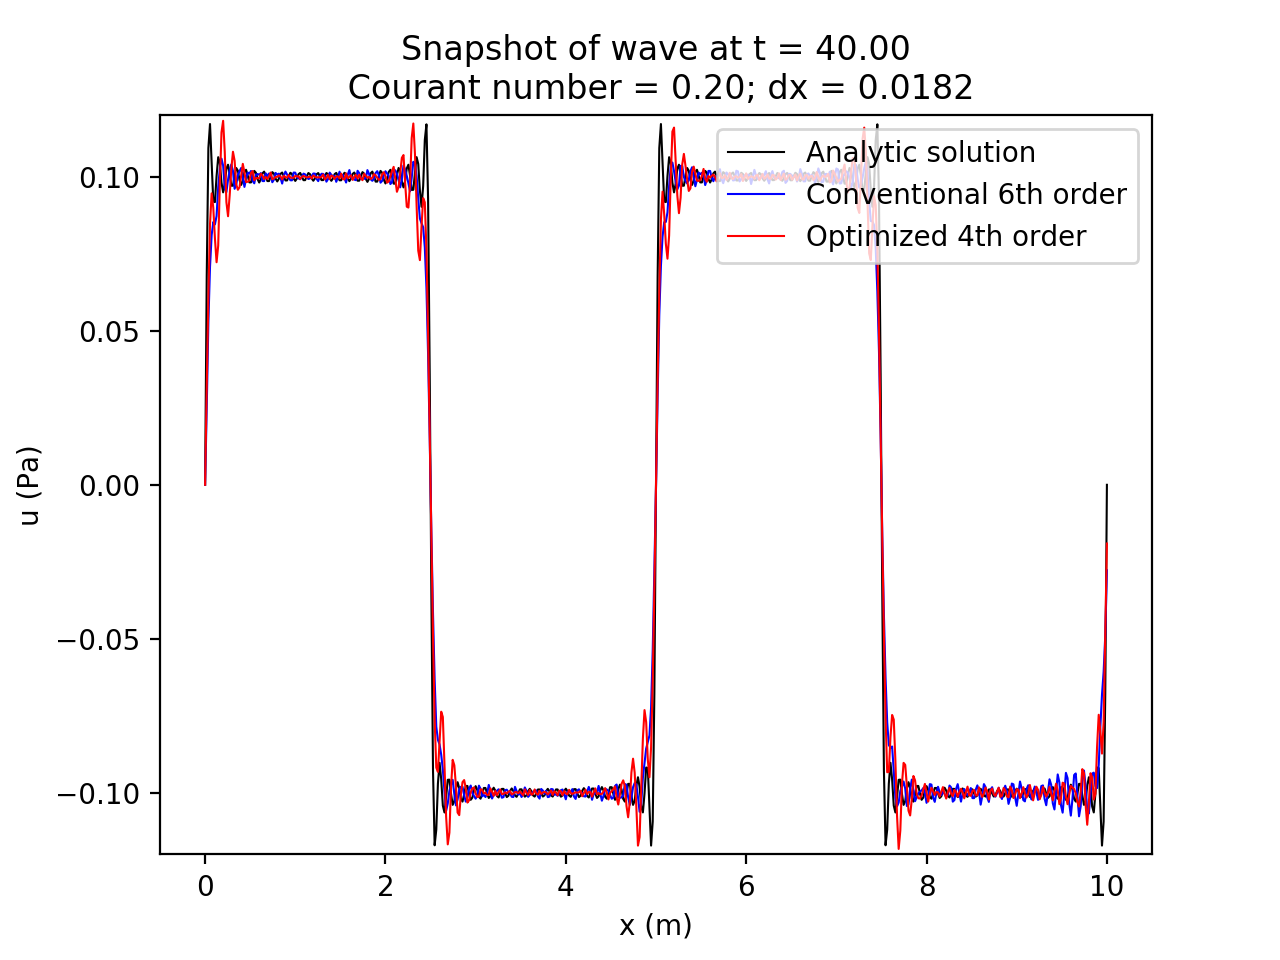 Snapshot of wave at t = 40.00
Courant number = 0.20; dx = 0.0182
Analytic solution
Conventional 6th order
Optimized 4th order
0.10
0.05
0.00
−0.05
−0.10
u (Pa)
0 2 4 6 8 10
x (m)